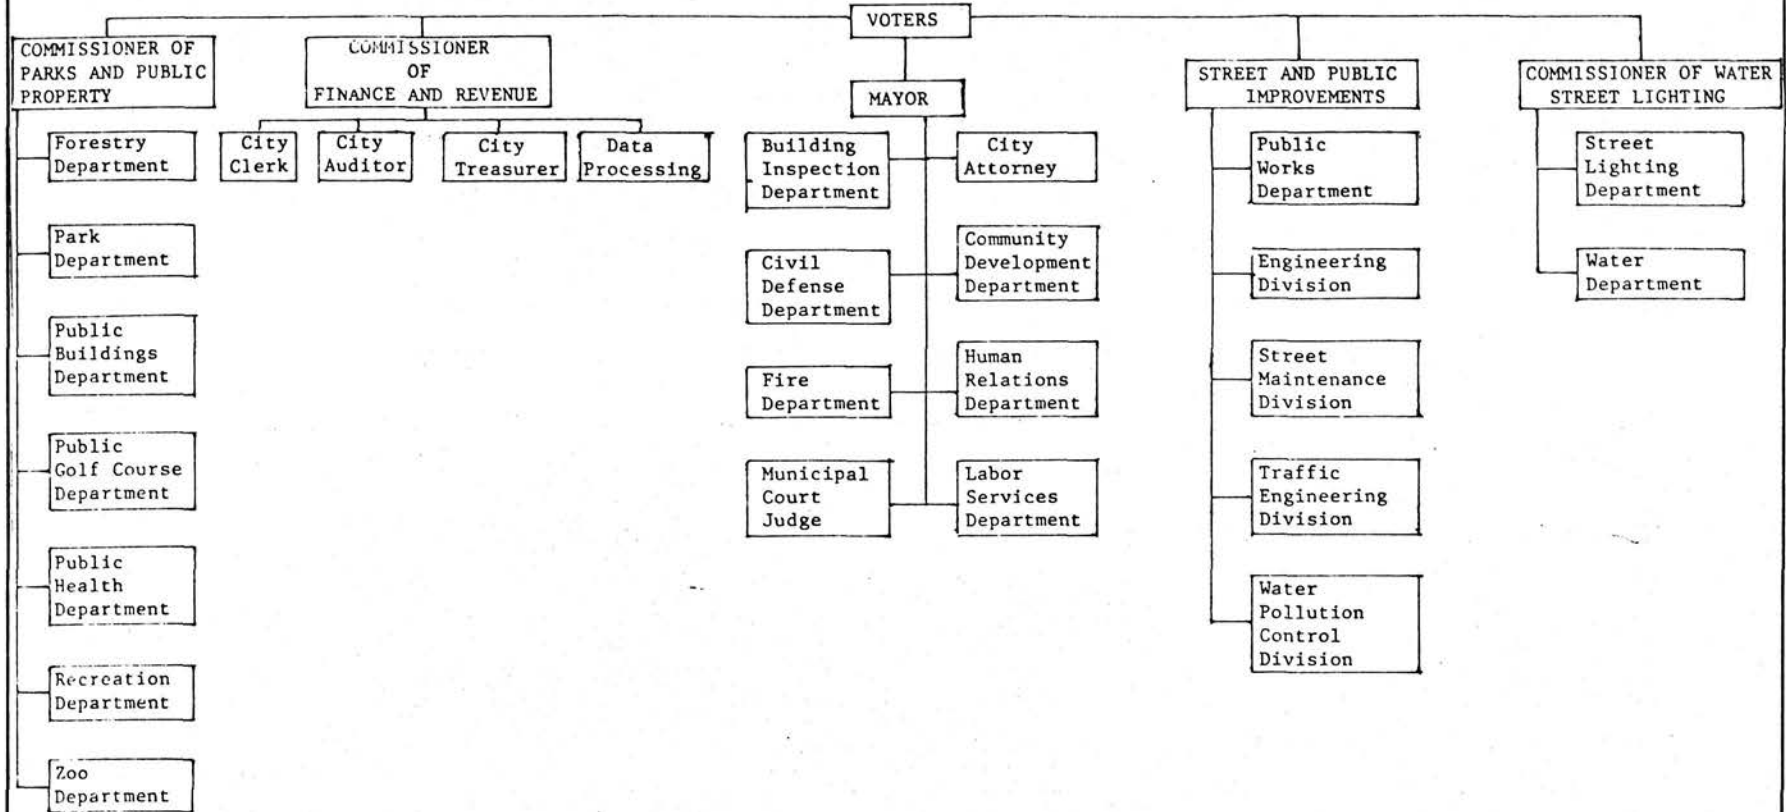 VOTERS
COMMISSIONER OF
PARKS AND PUBLIC
PROPERTY
Forestry
Department
Park
Department
Public
Buildings
Department
Public
Golf Course
Department
Public
Health
Department
Recreation
Department
Zoo
Department
COMMISSIONER
OF
FINANCE AND REVENUE
City
Clerk
City
Auditor
City
Treasurer
Data
Processing
MAYOR
Building
Inspection
Department
City
Attorney
Civil
Defense
Department
Community
Development
Department
Fire
Department
Human
Relations
Department
Municipal
Court
Judge
Labor
Services
Department
STREET AND PUBLIC
IMPROVEMENTS
Public
Works
Department
Engineering
Division
Street
Maintenance
Division
Traffic
Engineering
Division
Water
Pollution
Control
Division
COMMISSIONER OF WATER
STREET LIGHTING
Street
Lighting
Department
Water
Department